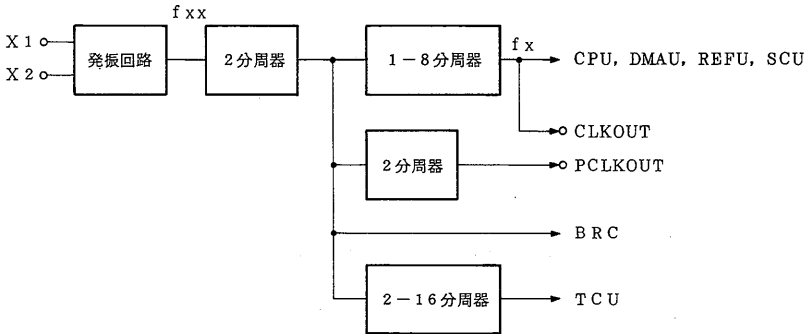 fxx
X1
X2
発振回路
2分周器
1-8分周器
fx
CPU, DMAU, REFU, SCU
CLKOUT
2分周器
PCLKOUT
BRC
2-16分周器
TCU